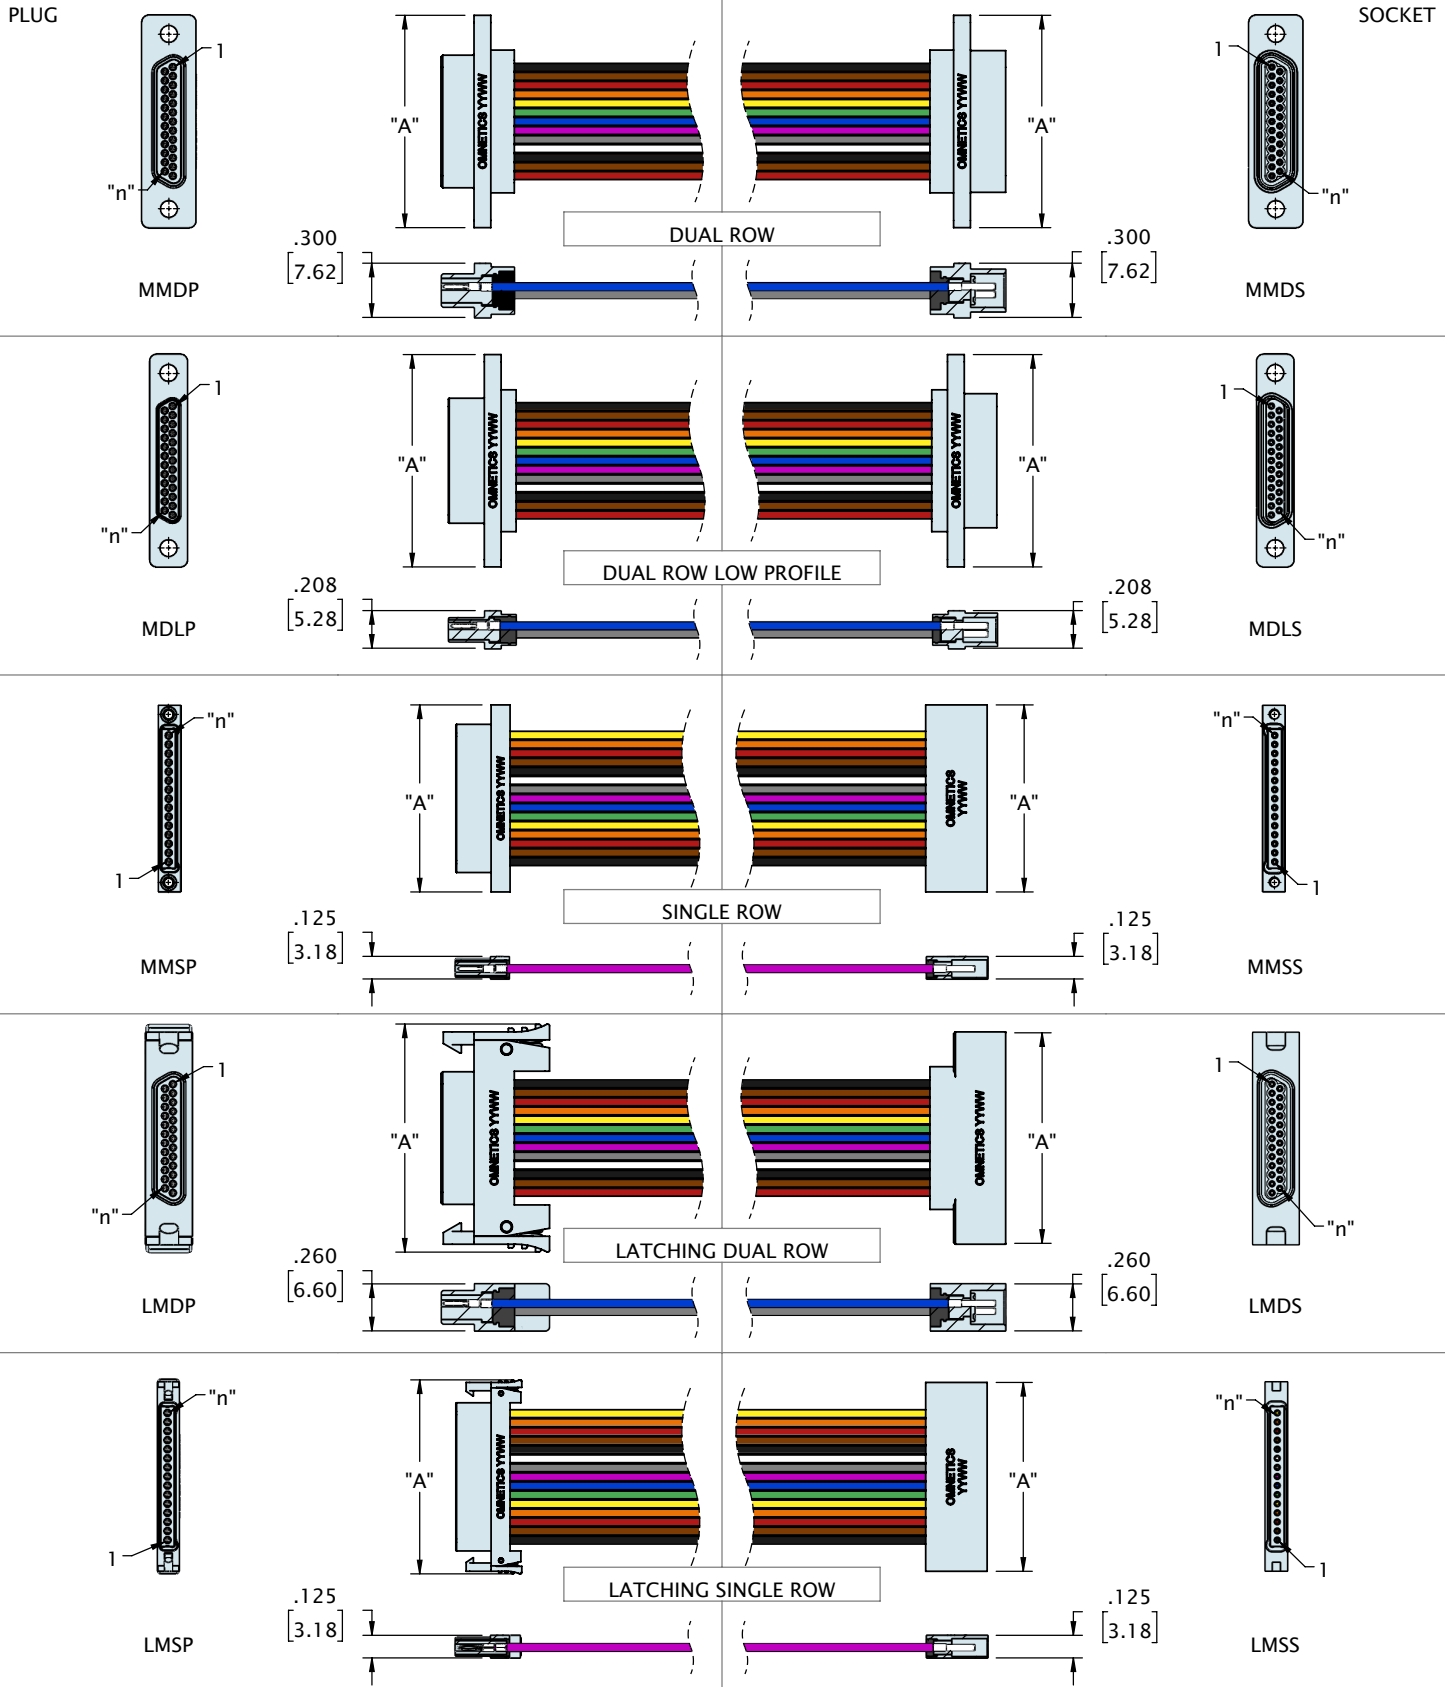 PLUG
SOCKET
1
"n"
MMDP
"A"
OMNETICS YYWW
OMNETICS YYWW
"A"
1
"n"
MMDS
DUAL ROW
.300
[7.62]
.300
[7.62]
1
"n"
MDLP
"A"
OMNETICS YYWW
OMNETICS YYWW
"A"
1
"n"
MDLS
DUAL ROW LOW PROFILE
.208
[5.28]
.208
[5.28]
"n"
1
MMSP
"A"
OMNETICS YYWW
OMNETICS
YYWW
"A"
"n"
1
MMSS
SINGLE ROW
.125
[3.18]
.125
[3.18]
1
"n"
LMDP
"A"
OMNETICS YYWW
OMNETICS YYWW
"A"
1
"n"
LMDS
LATCHING DUAL ROW
.260
[6.60]
.260
[6.60]
"n"
1
LMSP
"A"
OMNETICS YYWW
OMNETICS
YYWW
"A"
"n"
1
LMSS
LATCHING SINGLE ROW
.125
[3.18]
.125
[3.18]